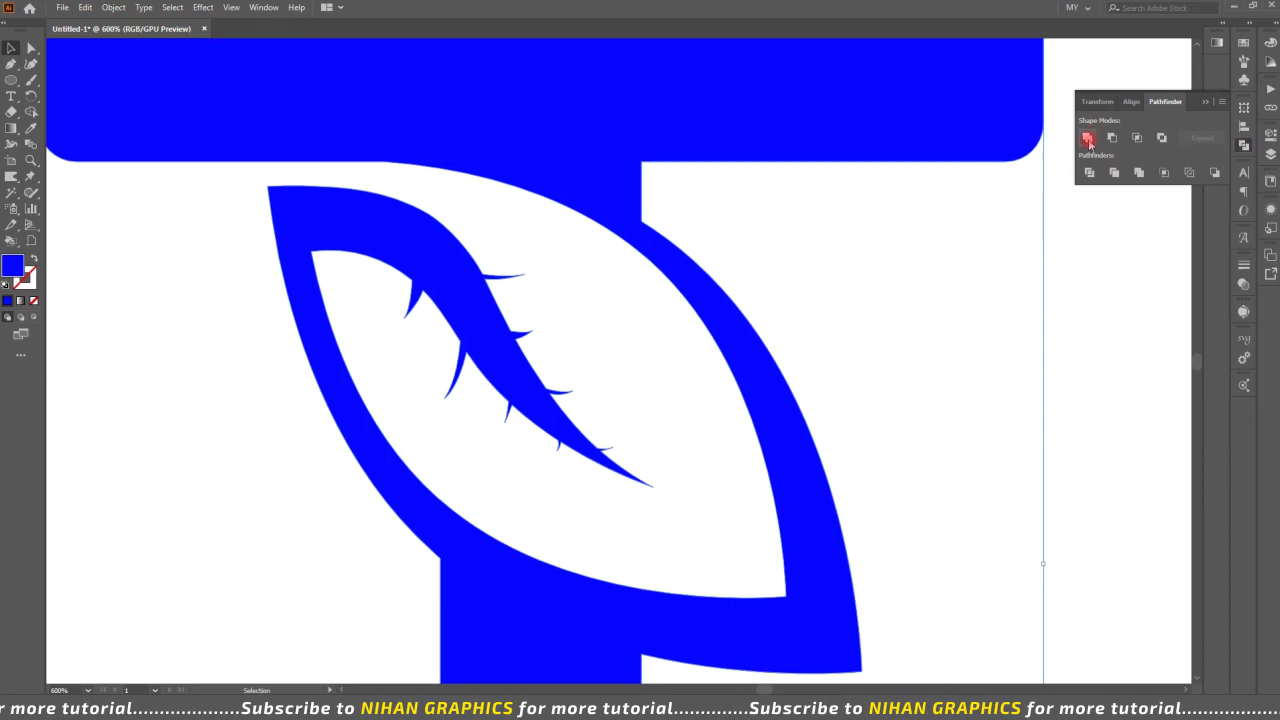 File Edit Object Type Select Effect View Window Help
MY
Search Adobe Stock
Untitled-1* @ 600% (RGB/GPU Preview)
Transform Align Pathfinder
Shape Modes:
Expand
Pathfinders:
600%
1
Selection
r more tutorial..................Subscribe to NIHAN GRAPHICS for more tutorial..................Subscribe to NIHAN GRAPHICS for more tutorial.........